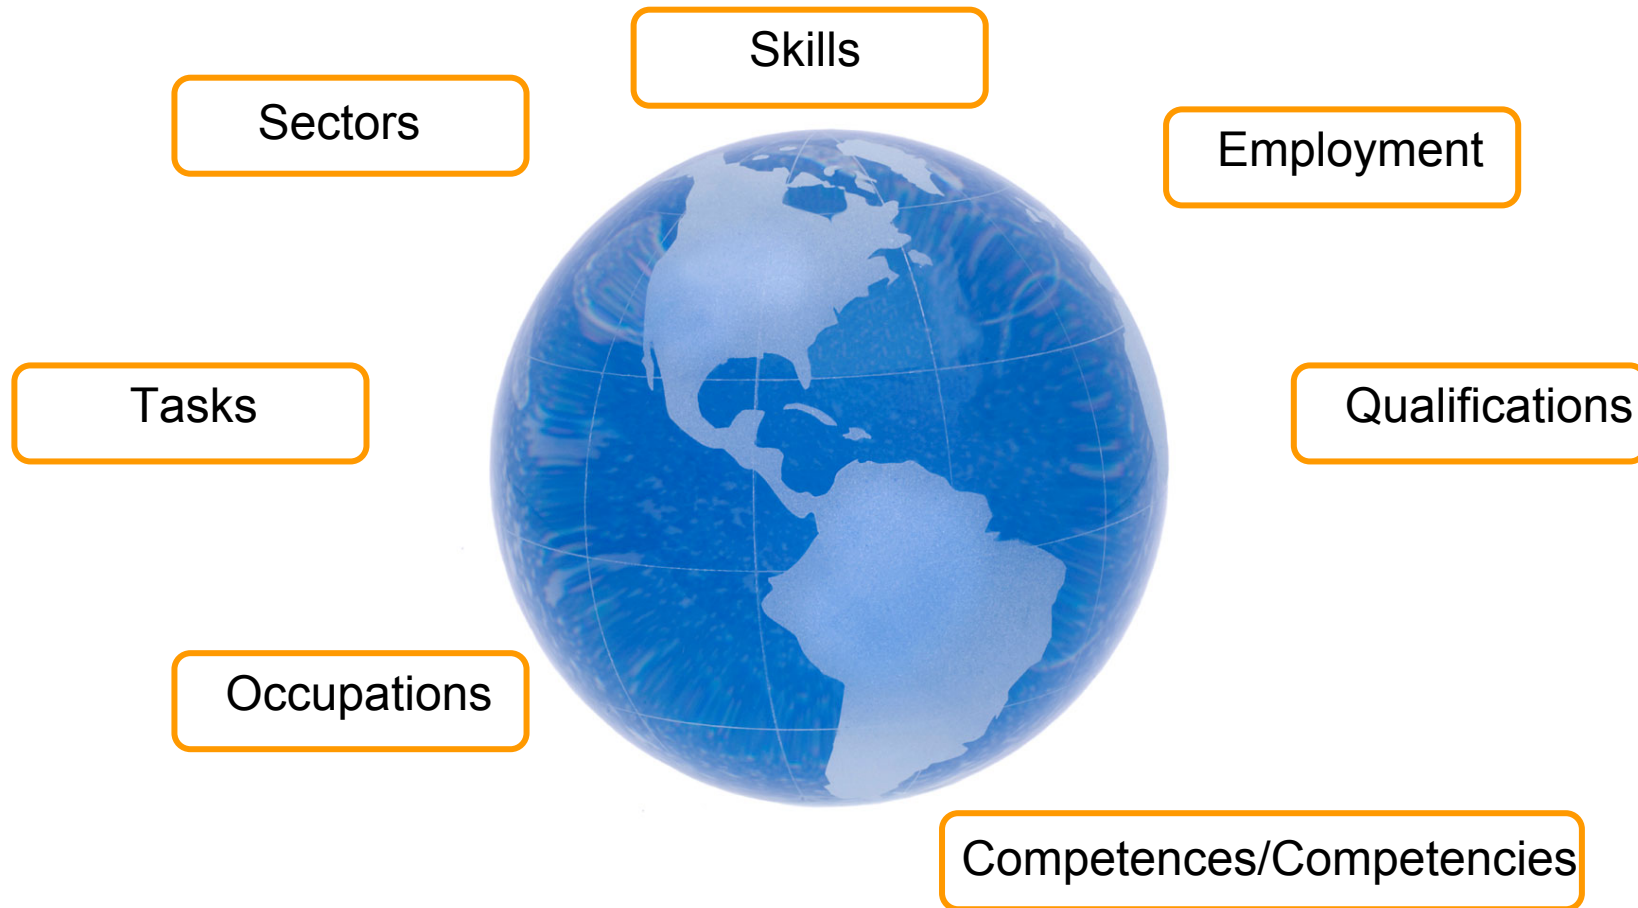 Skills
Sectors
Employment
Tasks
Qualifications
Occupations
Competences/Competencies